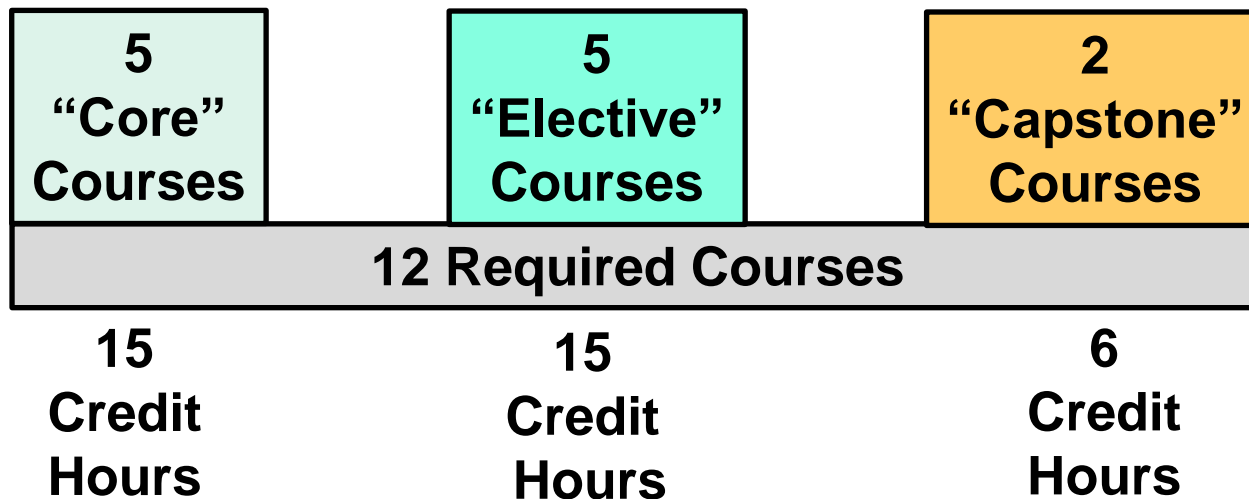 5
“Core”
Courses
5
“Elective”
Courses
2
“Capstone”
Courses
12 Required Courses
15
Credit
Hours
15
Credit
Hours
6
Credit
Hours